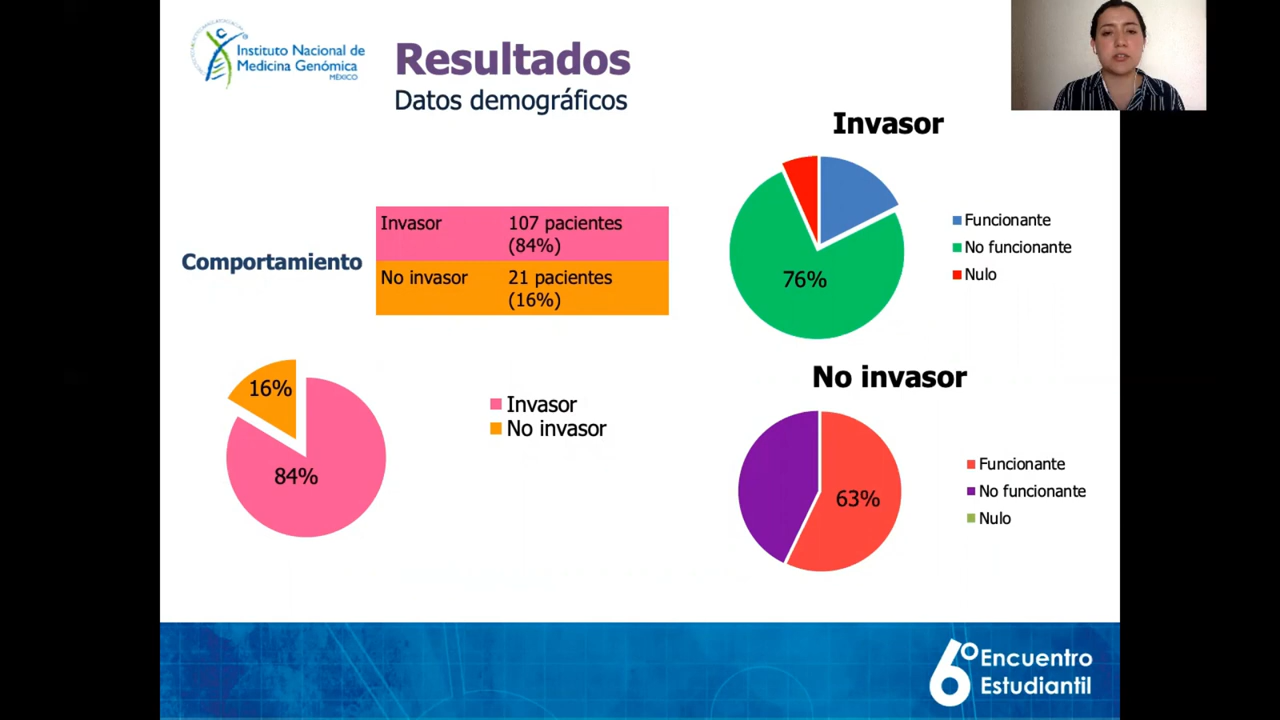 Instituto Nacional de
Medicina Genómica
MÉXICO
Resultados
Datos demográficos
Comportamiento
Invasor 107 pacientes
(84%)
No invasor 21 pacientes
(16%)
16%
84%
Invasor
No invasor
Invasor
76%
Funcionante
No funcionante
Nulo
No invasor
63%
Funcionante
No funcionante
Nulo
6º Encuentro
Estudiantil